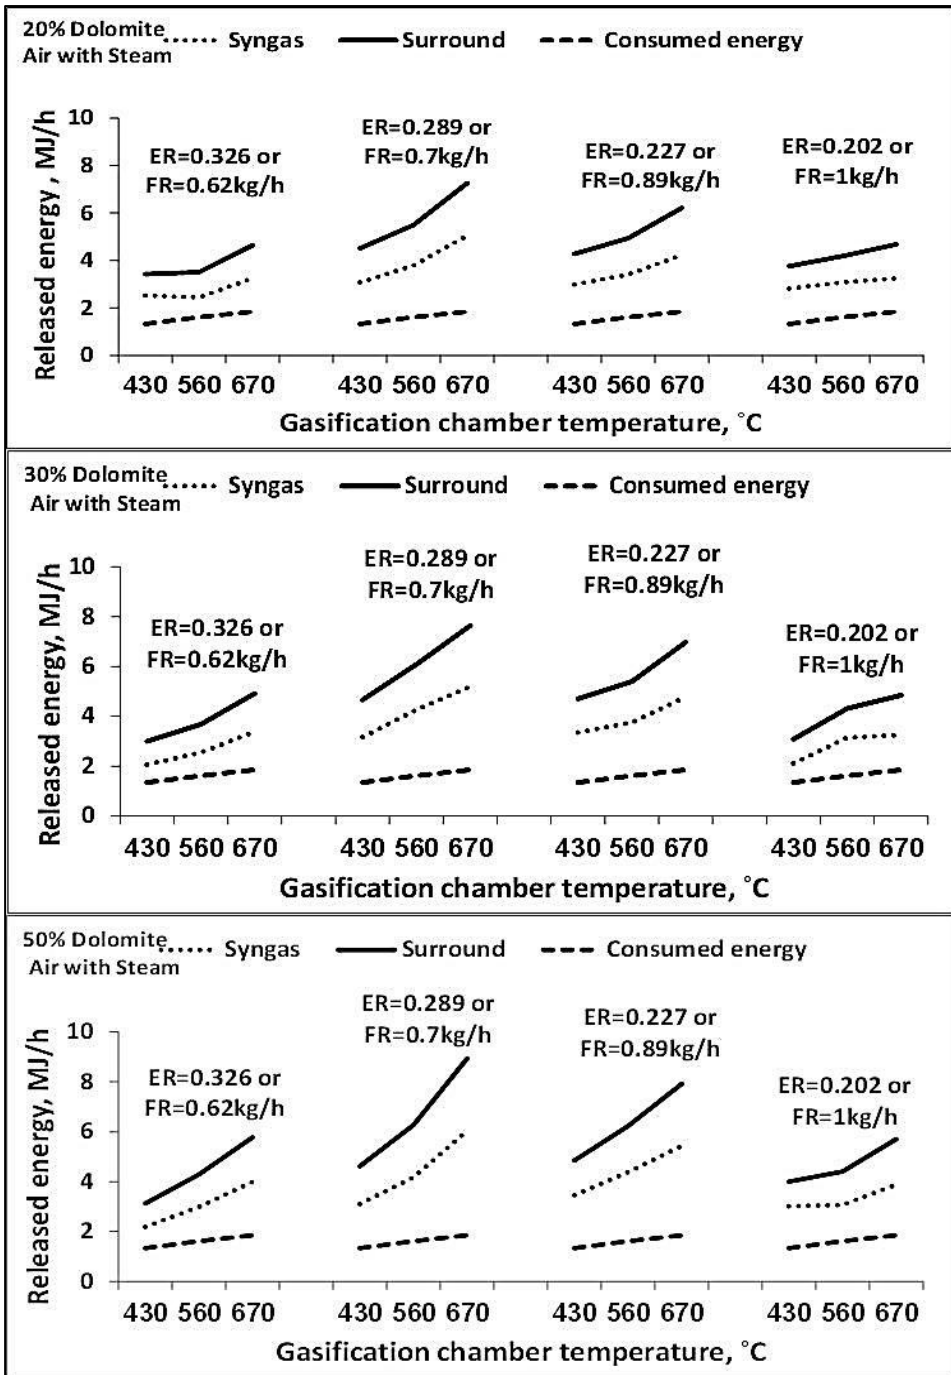 20% Dolomite
Air with Steam
Syngas
Surround
Consumed energy
Released energy , MJ/h
10
8
6
4
2
0
ER=0.326 or
FR=0.62kg/h
ER=0.289 or
FR=0.7kg/h
ER=0.227 or
FR=0.89kg/h
ER=0.202 or
FR=1kg/h
430 560 670 430 560 670 430 560 670 430 560 670
Gasification chamber temperature, ˚C
30% Dolomite
Air with Steam
Syngas
Surround
Consumed energy
Released energy, MJ/h
10
8
6
4
2
0
ER=0.326 or
FR=0.62kg/h
ER=0.289 or
FR=0.7kg/h
ER=0.227 or
FR=0.89kg/h
ER=0.202 or
FR=1kg/h
430 560 670 430 560 670 430 560 670 430 560 670
Gasification chamber temperature, ˚C
50% Dolomite
Air with Steam
Syngas
Surround
Consumed energy
Released energy, MJ/h
10
8
6
4
2
0
ER=0.326 or
FR=0.62kg/h
ER=0.289 or
FR=0.7kg/h
ER=0.227 or
FR=0.89kg/h
ER=0.202 or
FR=1kg/h
430 560 670 430 560 670 430 560 670 430 560 670
Gasification chamber temperature, ˚C